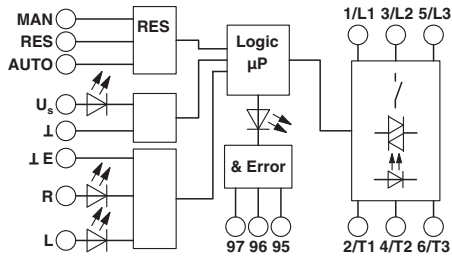 MAN
RES
AUTO
RES
Us
⊥
⊥ E
R
L
Logic
µP
& Error
97 96 95
1/L1 3/L2 5/L3
2/T1 4/T2 6/T3